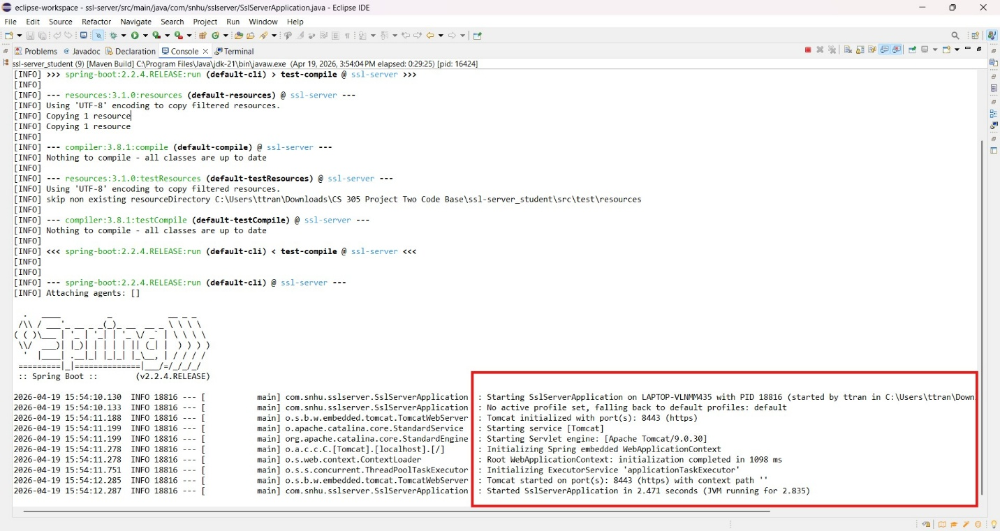 eclipse-workspace - ssl-server/src/main/java/com/snhu/sslserver/SslServerApplication.java - Eclipse IDE
File Edit Source Refactor Navigate Search Project Run Window Help
Problems Javadoc Declaration Console Terminal
ssl-server_student (9) [Maven Build] C:\Program Files\Java\jdk-21\bin\javaw.exe (Apr 19, 2026, 3:54:04 PM elapsed: 0:29:25) [pid: 16424]
[INFO] >>> spring-boot:2.2.4.RELEASE:run (default-cli) > test-compile @ ssl-server >>>
[INFO]
[INFO] --- resources:3.1.0:resources (default-resources) @ ssl-server ---
[INFO] Using 'UTF-8' encoding to copy filtered resources.
[INFO] Copying 1 resource
[INFO] Copying 1 resource
[INFO]
[INFO] --- compiler:3.8.1:compile (default-compile) @ ssl-server ---
[INFO] Nothing to compile - all classes are up to date
[INFO]
[INFO] --- resources:3.1.0:testResources (default-testResources) @ ssl-server ---
[INFO] Using 'UTF-8' encoding to copy filtered resources.
[INFO] skip non existing resourceDirectory C:\Users\ttran\Downloads\CS 305 Project Two Code Base\ssl-server_student\src\test\resources
[INFO]
[INFO] --- compiler:3.8.1:testCompile (default-testCompile) @ ssl-server ---
[INFO] Nothing to compile - all classes are up to date
[INFO]
[INFO] <<< spring-boot:2.2.4.RELEASE:run (default-cli) < test-compile @ ssl-server <<<
[INFO]
[INFO]
[INFO] --- spring-boot:2.2.4.RELEASE:run (default-cli) @ ssl-server ---
[INFO] Attaching agents: []
Spring
:: Spring Boot :: (v2.2.4.RELEASE)
2026-04-19 15:54:10.130 INFO 18816 --- [ main] com.snhu.sslserver.SslServerApplication : Starting SslServerApplication on LAPTOP-VLNMM435 with PID 18816 (started by ttran in C:\Users\ttran\Down
2026-04-19 15:54:10.133 INFO 18816 --- [ main] com.snhu.sslserver.SslServerApplication : No active profile set, falling back to default profiles: default
2026-04-19 15:54:11.188 INFO 18816 --- [ main] o.s.b.w.embedded.tomcat.TomcatWebServer : Tomcat initialized with port(s): 8443 (https)
2026-04-19 15:54:11.199 INFO 18816 --- [ main] o.apache.catalina.core.StandardService : Starting service [Tomcat]
2026-04-19 15:54:11.199 INFO 18816 --- [ main] org.apache.catalina.core.StandardEngine : Starting Servlet engine: [Apache Tomcat/9.0.30]
2026-04-19 15:54:11.278 INFO 18816 --- [ main] o.a.c.c.C.[Tomcat].[localhost].[/] : Initializing Spring embedded WebApplicationContext
2026-04-19 15:54:11.278 INFO 18816 --- [ main] o.s.web.context.ContextLoader : Root WebApplicationContext: initialization completed in 1098 ms
2026-04-19 15:54:11.751 INFO 18816 --- [ main] o.s.s.concurrent.ThreadPoolTaskExecutor : Initializing ExecutorService 'applicationTaskExecutor'
2026-04-19 15:54:12.285 INFO 18816 --- [ main] o.s.b.w.embedded.tomcat.TomcatWebServer : Tomcat started on port(s): 8443 (https) with context path ''
2026-04-19 15:54:12.287 INFO 18816 --- [ main] com.snhu.sslserver.SslServerApplication : Started SslServerApplication in 2.471 seconds (JVM running for 2.835)